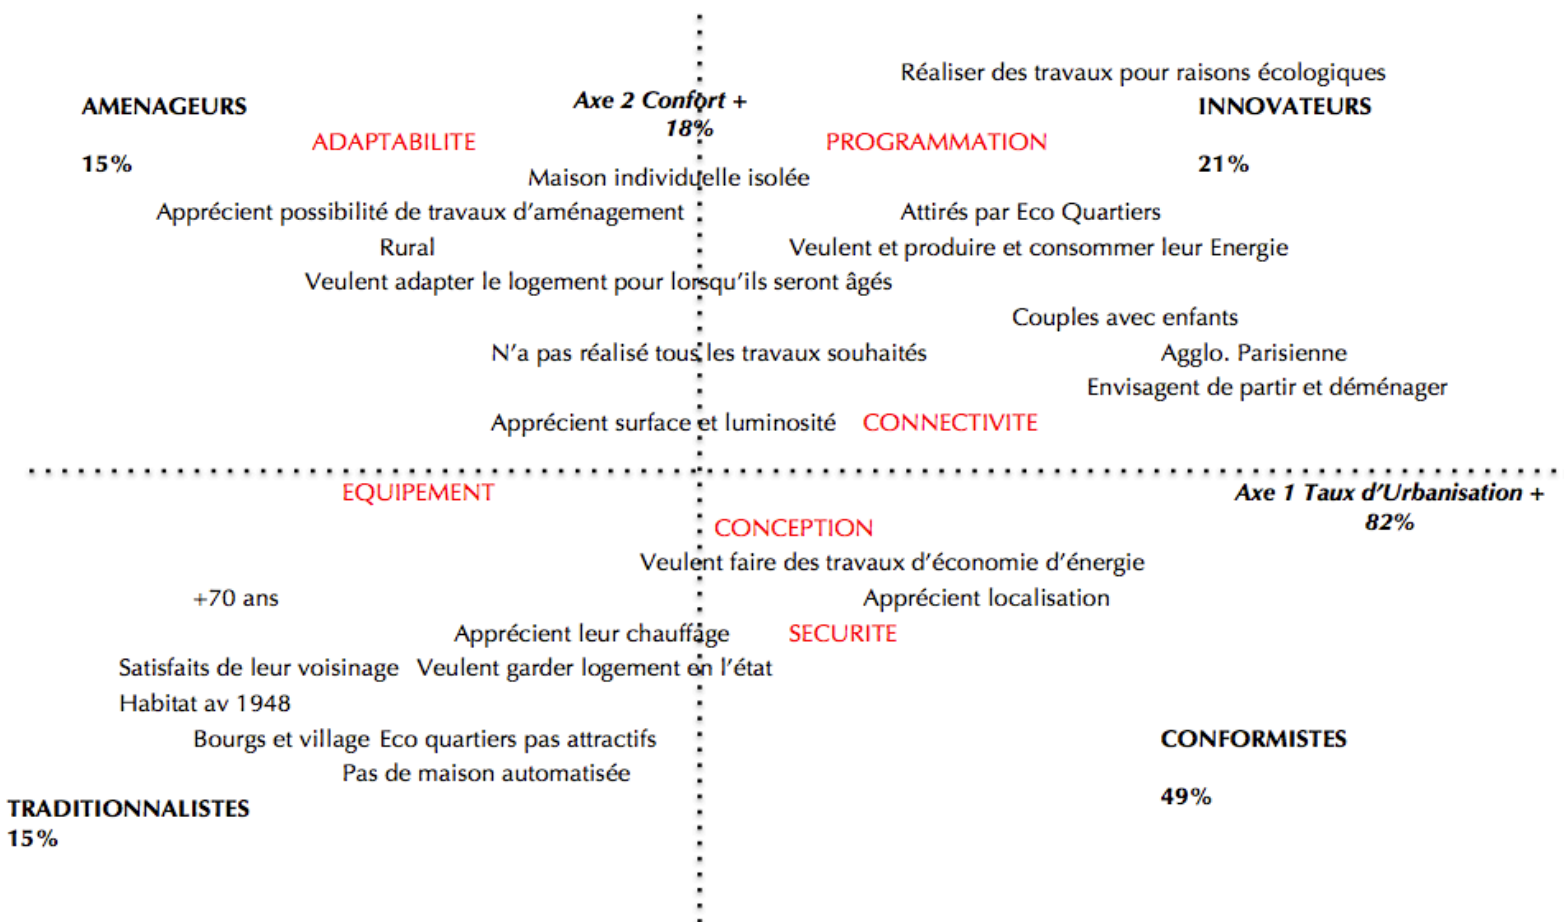 Réaliser des travaux pour raisons écologiques
AMENAGEURS
Axe 2 Confort +
INNOVATEURS
18%
ADAPTABILITE
PROGRAMMATION
15%
21%
Maison individuelle isolée
Apprécient possibilité de travaux d'aménagement
Attirés par Eco Quartiers
Rural
Veulent et produire et consommer leur Energie
Veulent adapter le logement pour lorsqu'ils seront âgés
Couples avec enfants
N'a pas réalisé tous les travaux souhaités
Agglo. Parisienne
Envisagent de partir et déménager
Apprécient surface et luminosité
CONNECTIVITE
EQUIPEMENT
Axe 1 Taux d'Urbanisation +
82%
CONCEPTION
Veulent faire des travaux d'économie d'énergie
+70 ans
Apprécient localisation
Apprécient leur chauffage
SECURITE
Satisfaits de leur voisinage
Veulent garder logement en l'état
Habitat av 1948
Bourgs et village
Eco quartiers pas attractifs
CONFORMISTES
Pas de maison automatisée
49%
TRADITIONNALISTES
15%